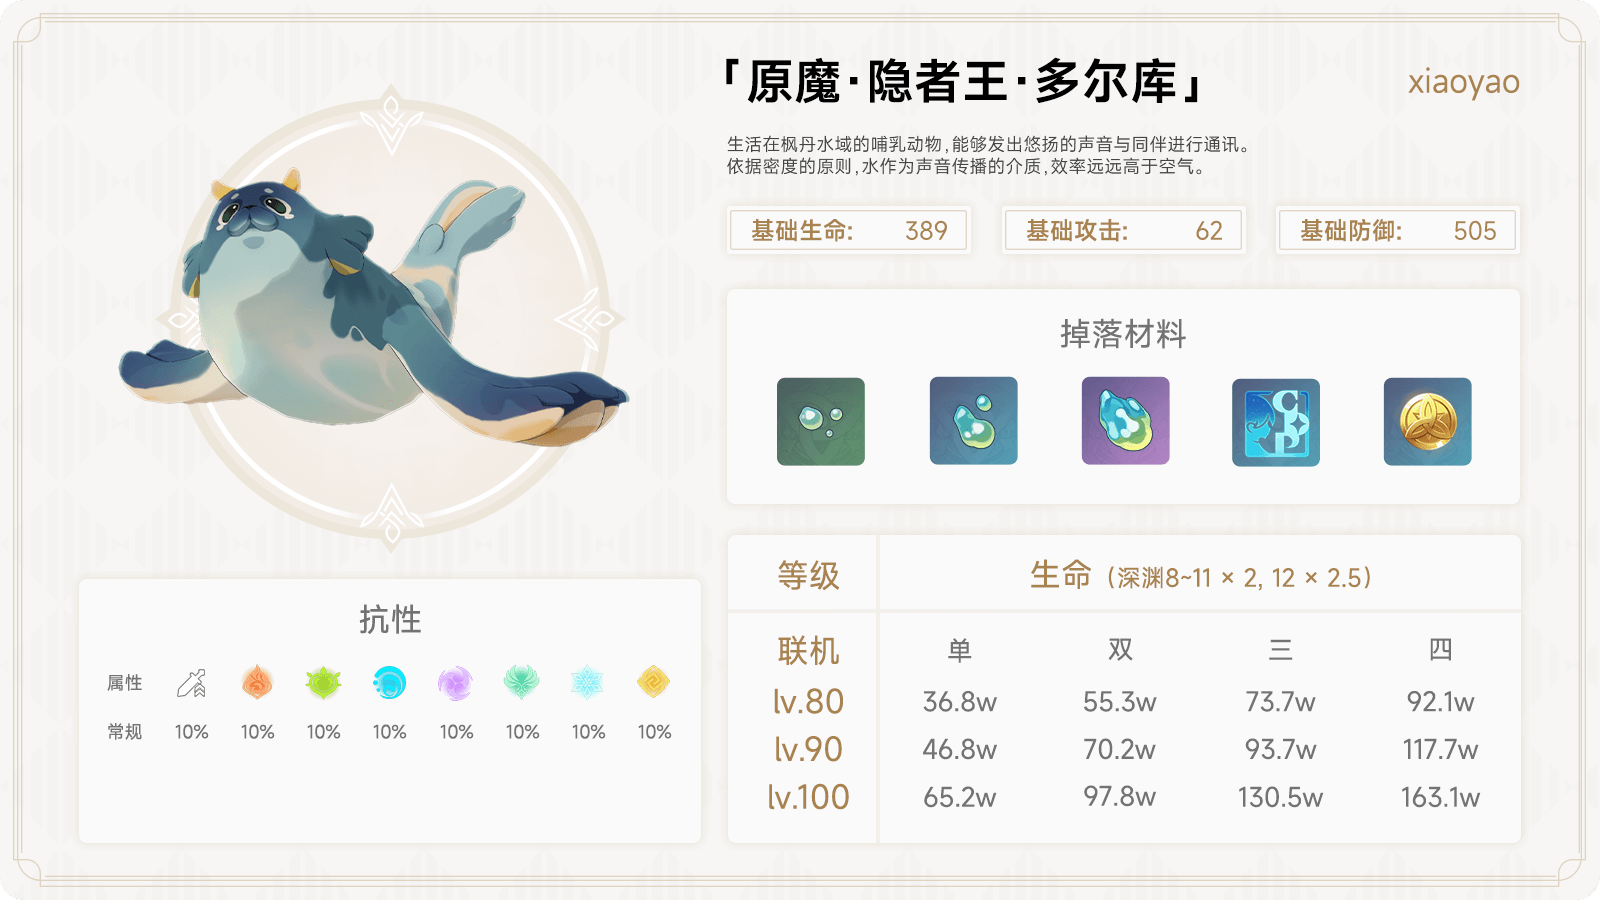 「原魔·隐者王·多尔库」
xiaoyao
生活在枫丹水域的哺乳动物,能够发出悠扬的声音与同伴进行通讯。
依据密度的原则,水作为声音传播的介质,效率远远高于空气。
基础生命: 389
基础攻击: 62
基础防御: 505
掉落材料
抗性
属性
常规 10% 10% 10% 10% 10% 10% 10% 10%
等级 生命（深渊8~11 × 2, 12 × 2.5）
联机 单 双 三 四
lv.80 36.8w 55.3w 73.7w 92.1w
lv.90 46.8w 70.2w 93.7w 117.7w
lv.100 65.2w 97.8w 130.5w 163.1w